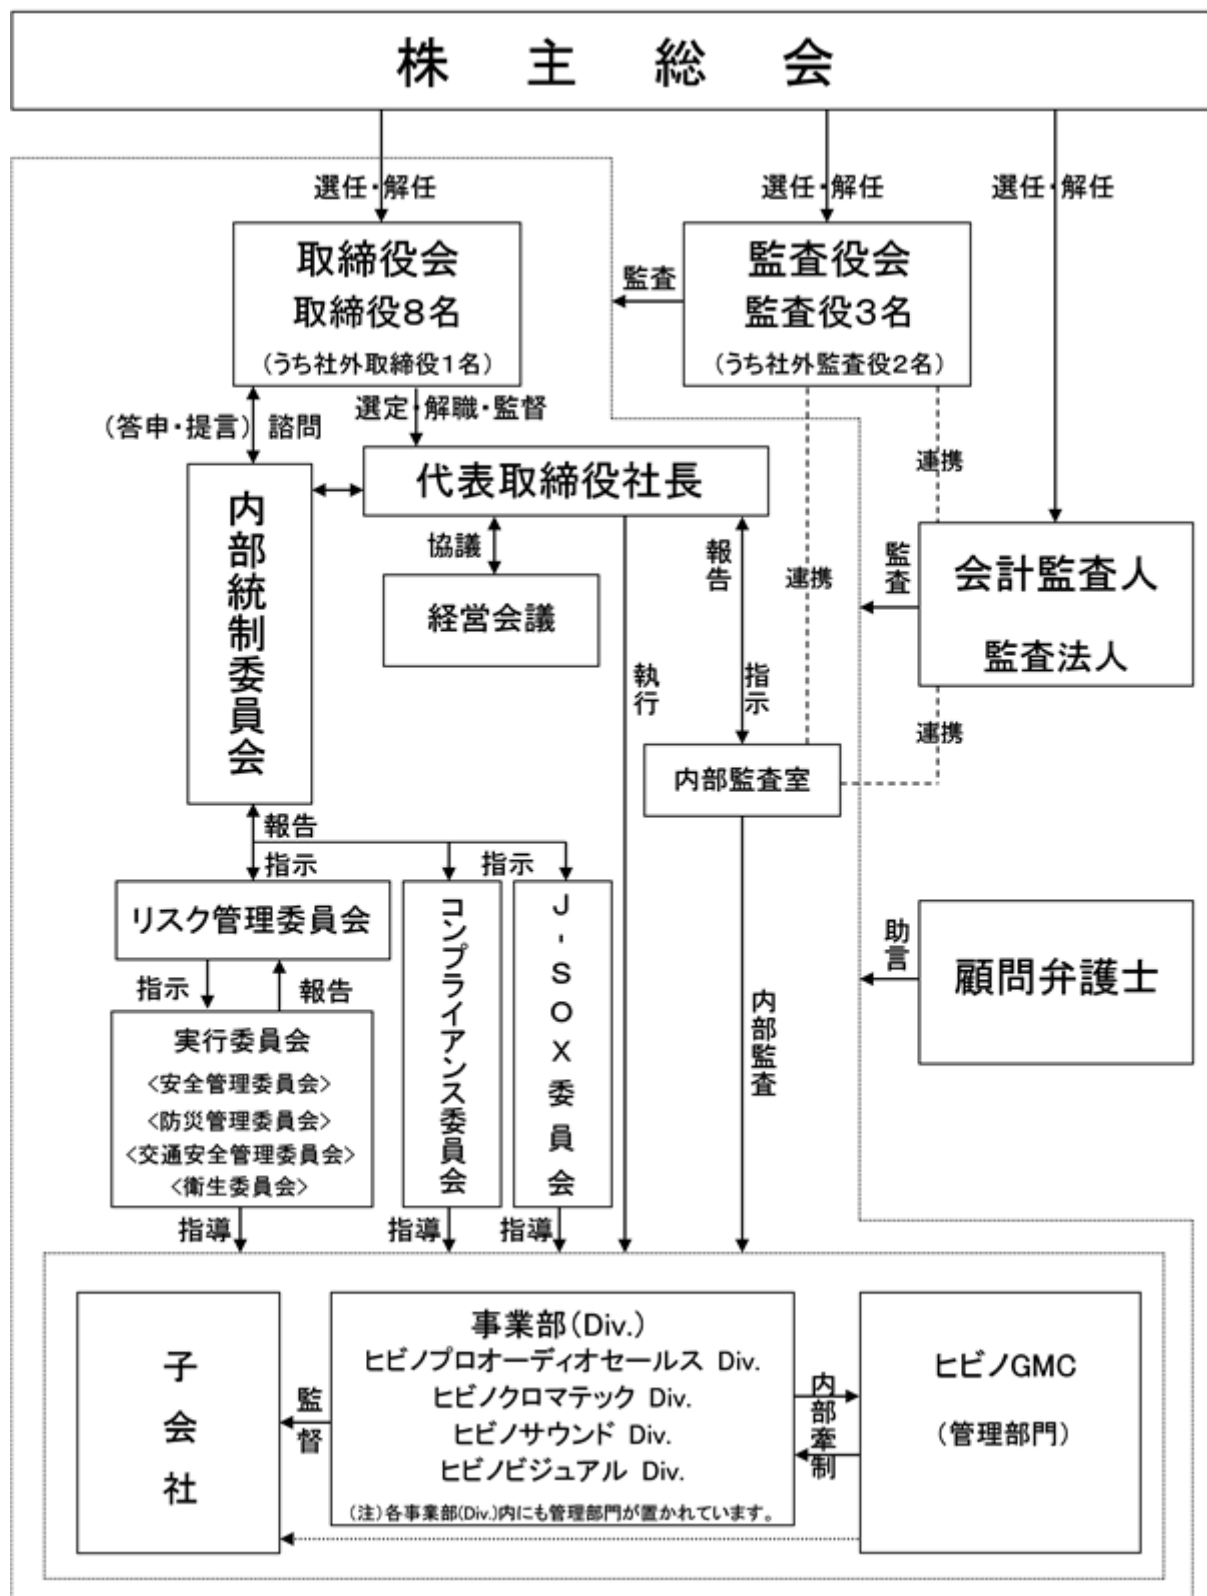 株主総会
選任・解任
選任・解任
選任・解任
取締役会
取締役8名
(うち社外取締役1名)
監査
監査役会
監査役3名
(うち社外監査役2名)
(答申・提言) 諮問
選定・解職・監督
代表取締役社長
連携
内部統制委員会
協議
経営会議
報告
連携
監査
会計監査人
監査法人
執行
指示
連携
内部監査室
報告
指示
指示
リスク管理委員会
コンプライアンス委員会
J-SOX委員会
助言
顧問弁護士
指示
報告
内部監査
実行委員会
<安全管理委員会>
<防災管理委員会>
<交通安全管理委員会>
<衛生委員会>
指導
指導
指導
子会社
監督
事業部(Div.)
ヒビノプロオーディオセールス Div.
ヒビノクロマテック Div.
ヒビノサウンド Div.
ヒビノビジュアル Div.
(注)各事業部(Div.)内にも管理部門が置かれています。
内部牽制
ヒビノGMC
(管理部門)